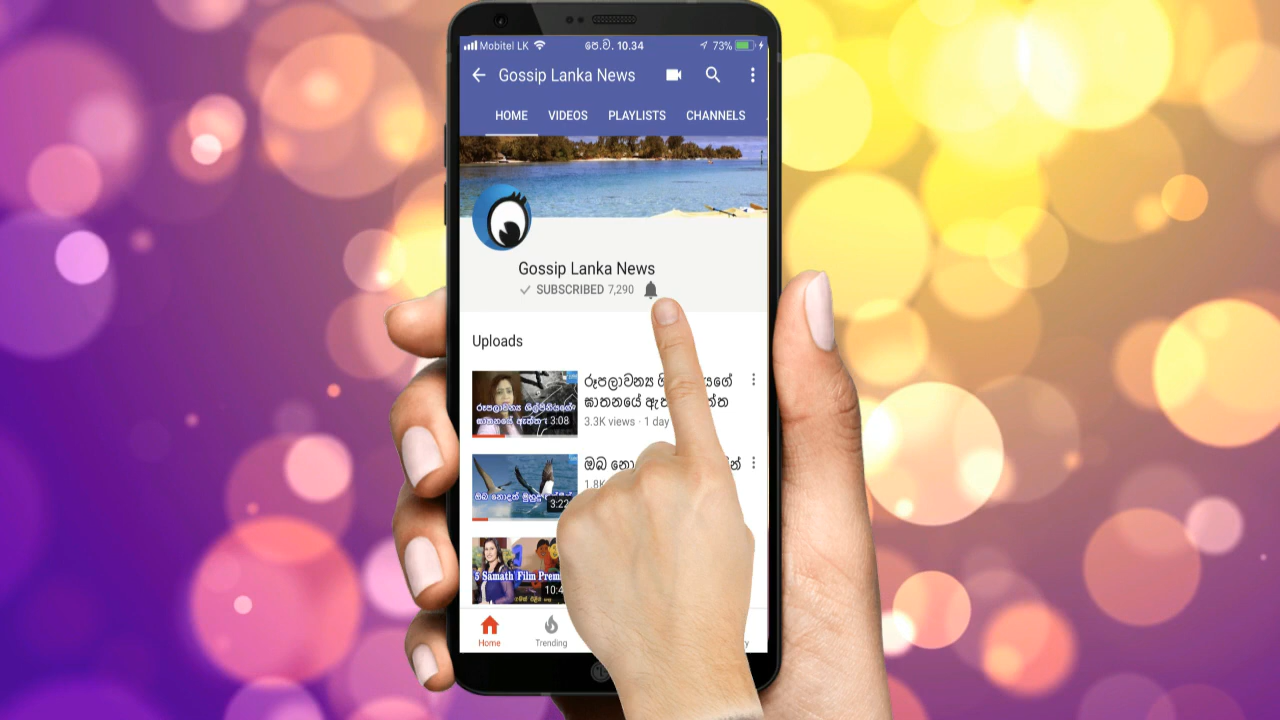 Mobitel LK පෙ.ව. 10.34 73%
Gossip Lanka News
HOME VIDEOS PLAYLISTS CHANNELS
Gossip Lanka News
SUBSCRIBED 7,290
Uploads
රූපලාවන්‍ය යගේ
ඝාතනයේ ත්ත
3.3K views · 1 day
රූපලාවන්‍ය ශිල්පිනියගේ
ඝාතනයේ ඇත්ත 3:08
ඔබ නො න්
1.8K
ඔබ නොදත් මුහුදු
3:22
5 Samath Film Prem
10:4
Home Trending